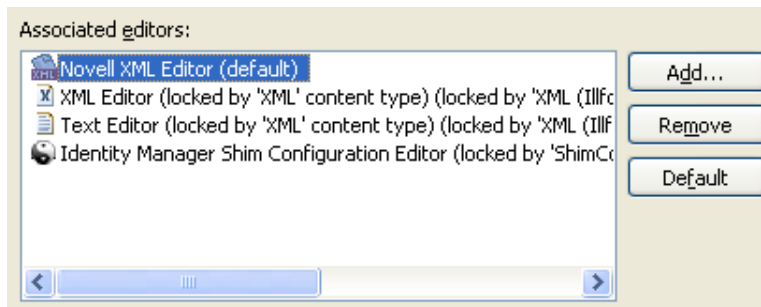 Associated editors:
Novell XML Editor (default)
XML Editor (locked by 'XML' content type) (locked by 'XML (Illfc
Text Editor (locked by 'XML' content type) (locked by 'XML (Illf
Identity Manager Shim Configuration Editor (locked by 'ShimCo
Add...
Remove
Default